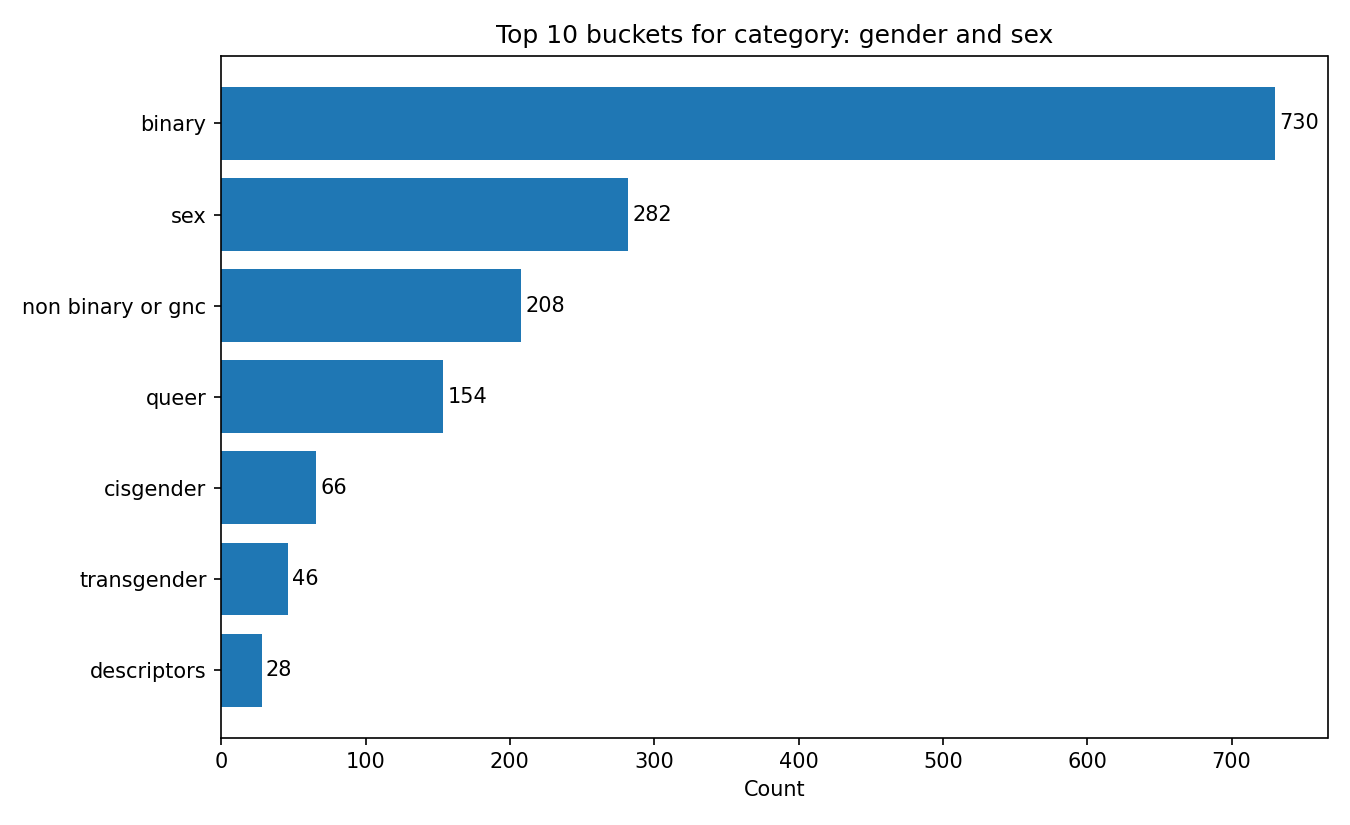 Top 10 buckets for category: gender and sex
binary
730
sex
282
non binary or gnc
208
queer
154
cisgender
66
transgender
46
descriptors
28
0 100 200 300 400 500 600 700
Count